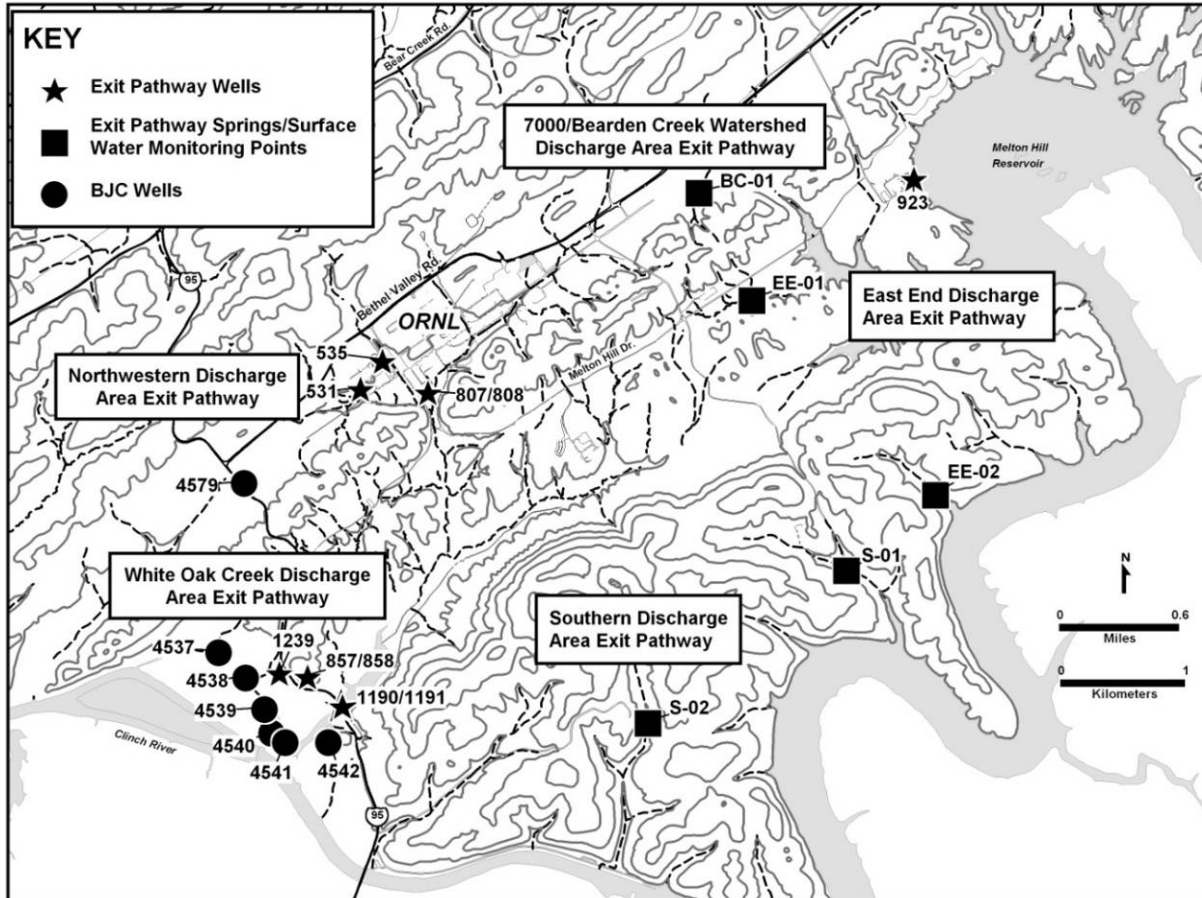 KEY
Exit Pathway Wells
Exit Pathway Springs/Surface
Water Monitoring Points
BJC Wells
Bear Creek Rd.
7000/Bearden Creek Watershed
Discharge Area Exit Pathway
Melton Hill
Reservoir
BC-01
923
95
Bethel Valley Rd.
EE-01
East End Discharge
Area Exit Pathway
ORNL
Melton Hill Dr.
535
Northwestern Discharge
Area Exit Pathway
531
807/808
4579
EE-02
S-01
N
White Oak Creek Discharge
Area Exit Pathway
Southern Discharge
Area Exit Pathway
0 0.6
Miles
0 1
Kilometers
1239
4537
857/858
4538
1190/1191
4539
S-02
Clinch River
4540
4541
4542
95